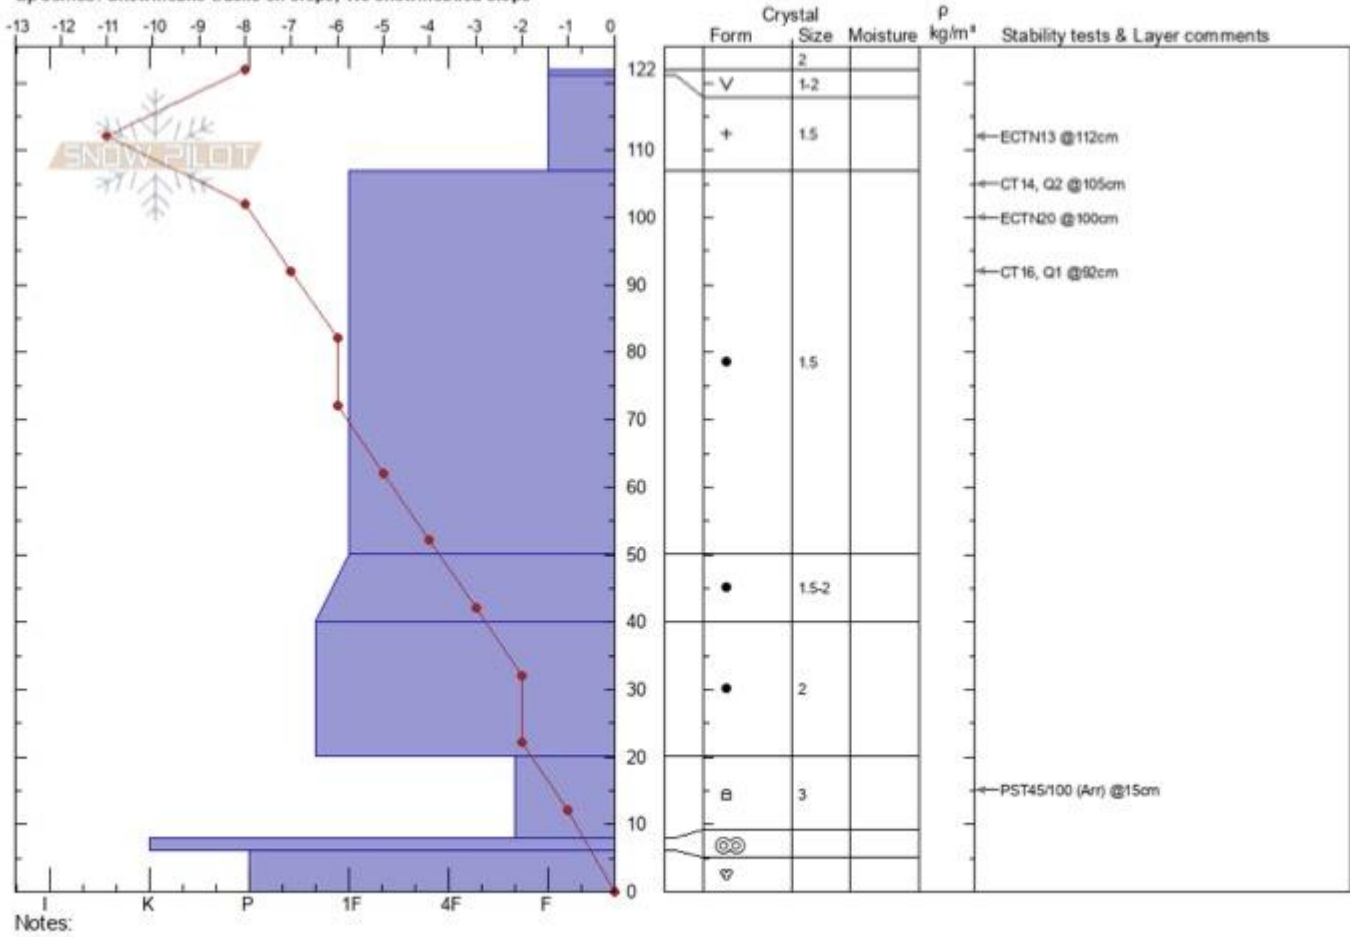 -13 -12 -11 -10 -9 -8 -7 -6 -5 -4 -3 -2 -1 0
Crystal ρ
Form Size Moisture kg/m³ Stability tests & Layer comments
2
122
1-2
SNOW PILOT
1.5
ECTN13 @112cm
110
CT14, Q2 @105cm
100
ECTN20 @100cm
CT16, Q1 @92cm
90
80
1.5
70
60
50
1.5-2
40
30
2
20
3
PST45/100 (Arr) @15cm
10
0
I K P 1F 4F F
Notes: